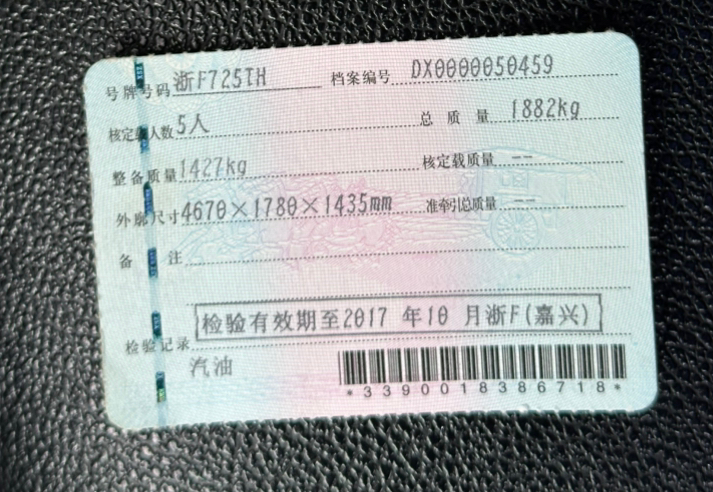 号牌号码 浙F725TH 档案编号 DX0000050459
核定载人数 5人 总质量 1882kg
整备质量 1427kg 核定载质量 --
外廓尺寸 4670×1780×1435mm 准牵引总质量 --
备注
检验记录 检验有效期至2017 年10 月浙F(嘉兴)
汽油
*3390018386718*